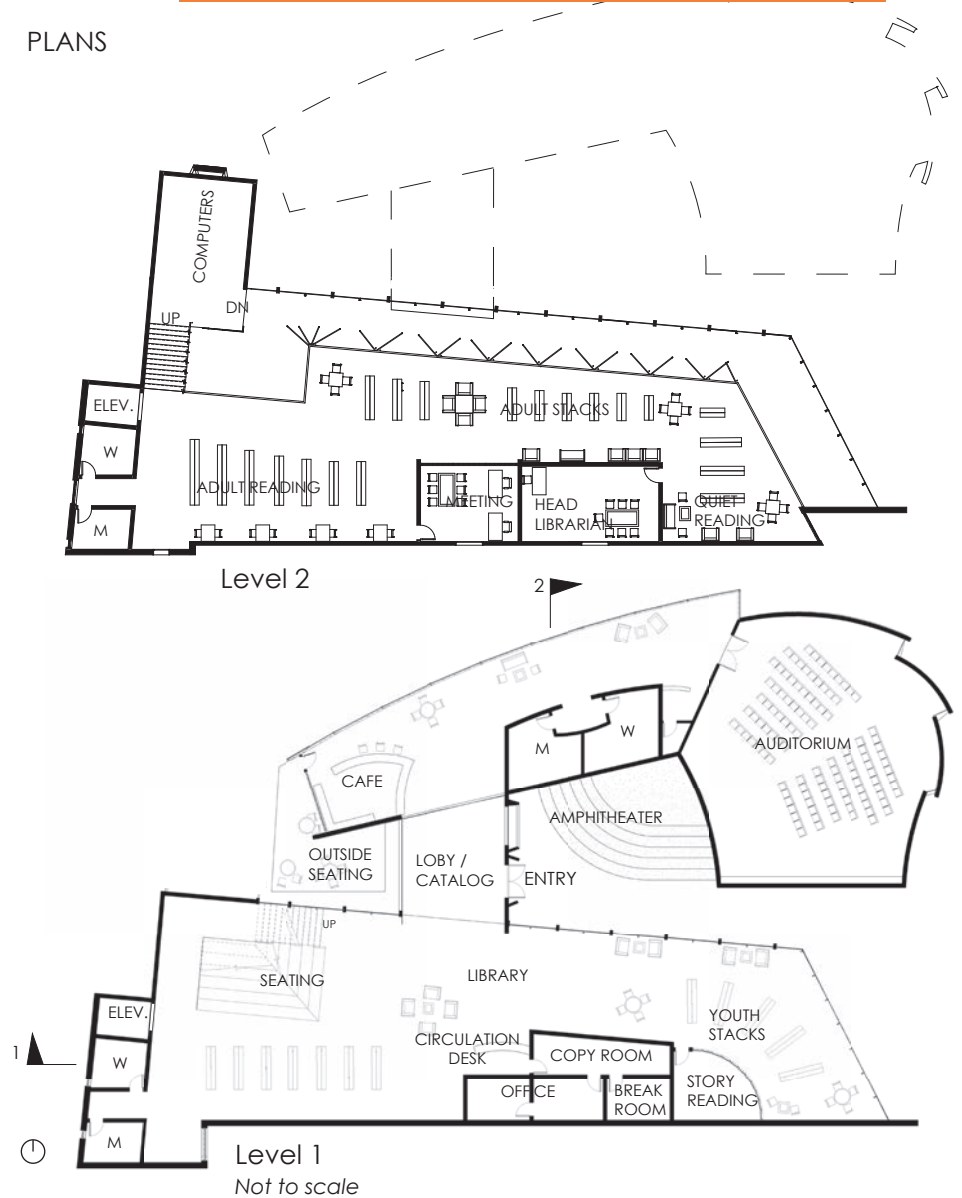 PLANS
COMPUTERS
UP
DN
ELEV.
W
M
ADULT STACKS
ADULT READING
MEETING
HEAD
LIBRARIAN
QUIET
READING
Level 2
2
M
W
AUDITORIUM
CAFE
AMPHITHEATER
OUTSIDE
SEATING
LOBY /
CATALOG
ENTRY
UP
SEATING
LIBRARY
ELEV.
W
M
1
CIRCULATION
DESK
COPY ROOM
OFFICE
BREAK
ROOM
YOUTH
STACKS
STORY
READING
Level 1
Not to scale